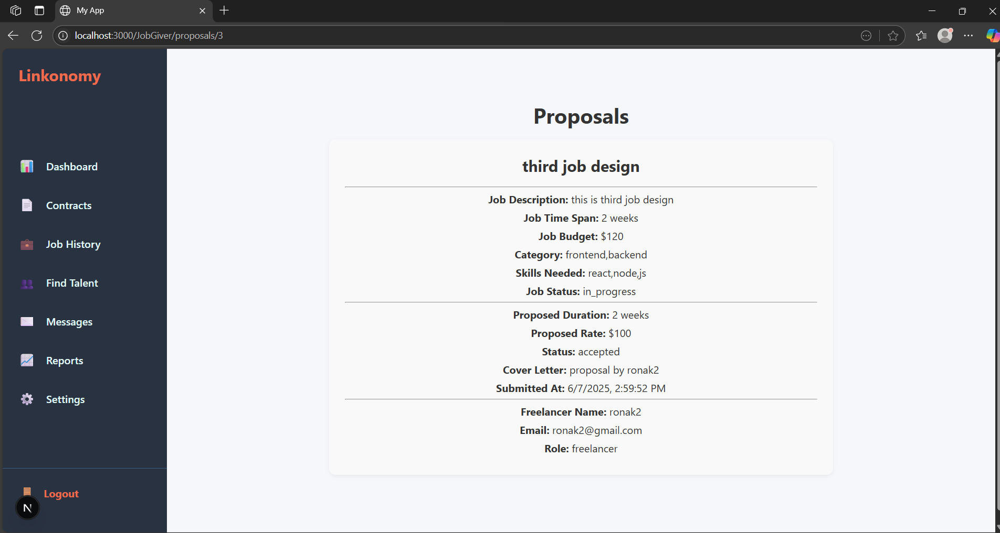 My App
localhost:3000/JobGiver/proposals/3
Linkonomy
Dashboard
Contracts
Job History
Find Talent
Messages
Reports
Settings
Logout
N
Proposals
third job design
Job Description: this is third job design
Job Time Span: 2 weeks
Job Budget: $120
Category: frontend,backend
Skills Needed: react,node,js
Job Status: in_progress
Proposed Duration: 2 weeks
Proposed Rate: $100
Status: accepted
Cover Letter: proposal by ronak2
Submitted At: 6/7/2025, 2:59:52 PM
Freelancer Name: ronak2
Email: ronak2@gmail.com
Role: freelancer